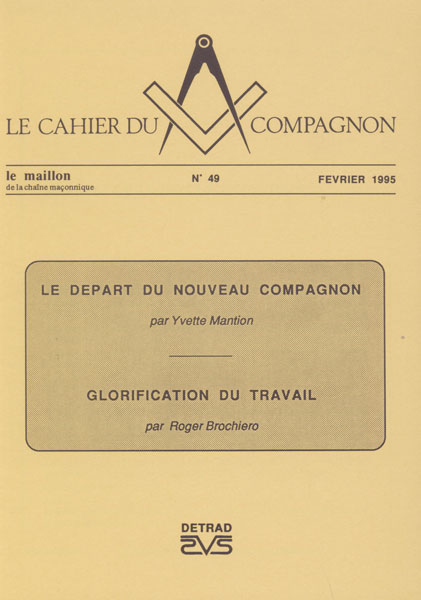 LE CAHIER DU COMPAGNON
le maillon
de la chaîne maçonnique
N° 49
FEVRIER 1995
LE DEPART DU NOUVEAU COMPAGNON
par Yvette Mantion
GLORIFICATION DU TRAVAIL
par Roger Brochiero
DETRAD